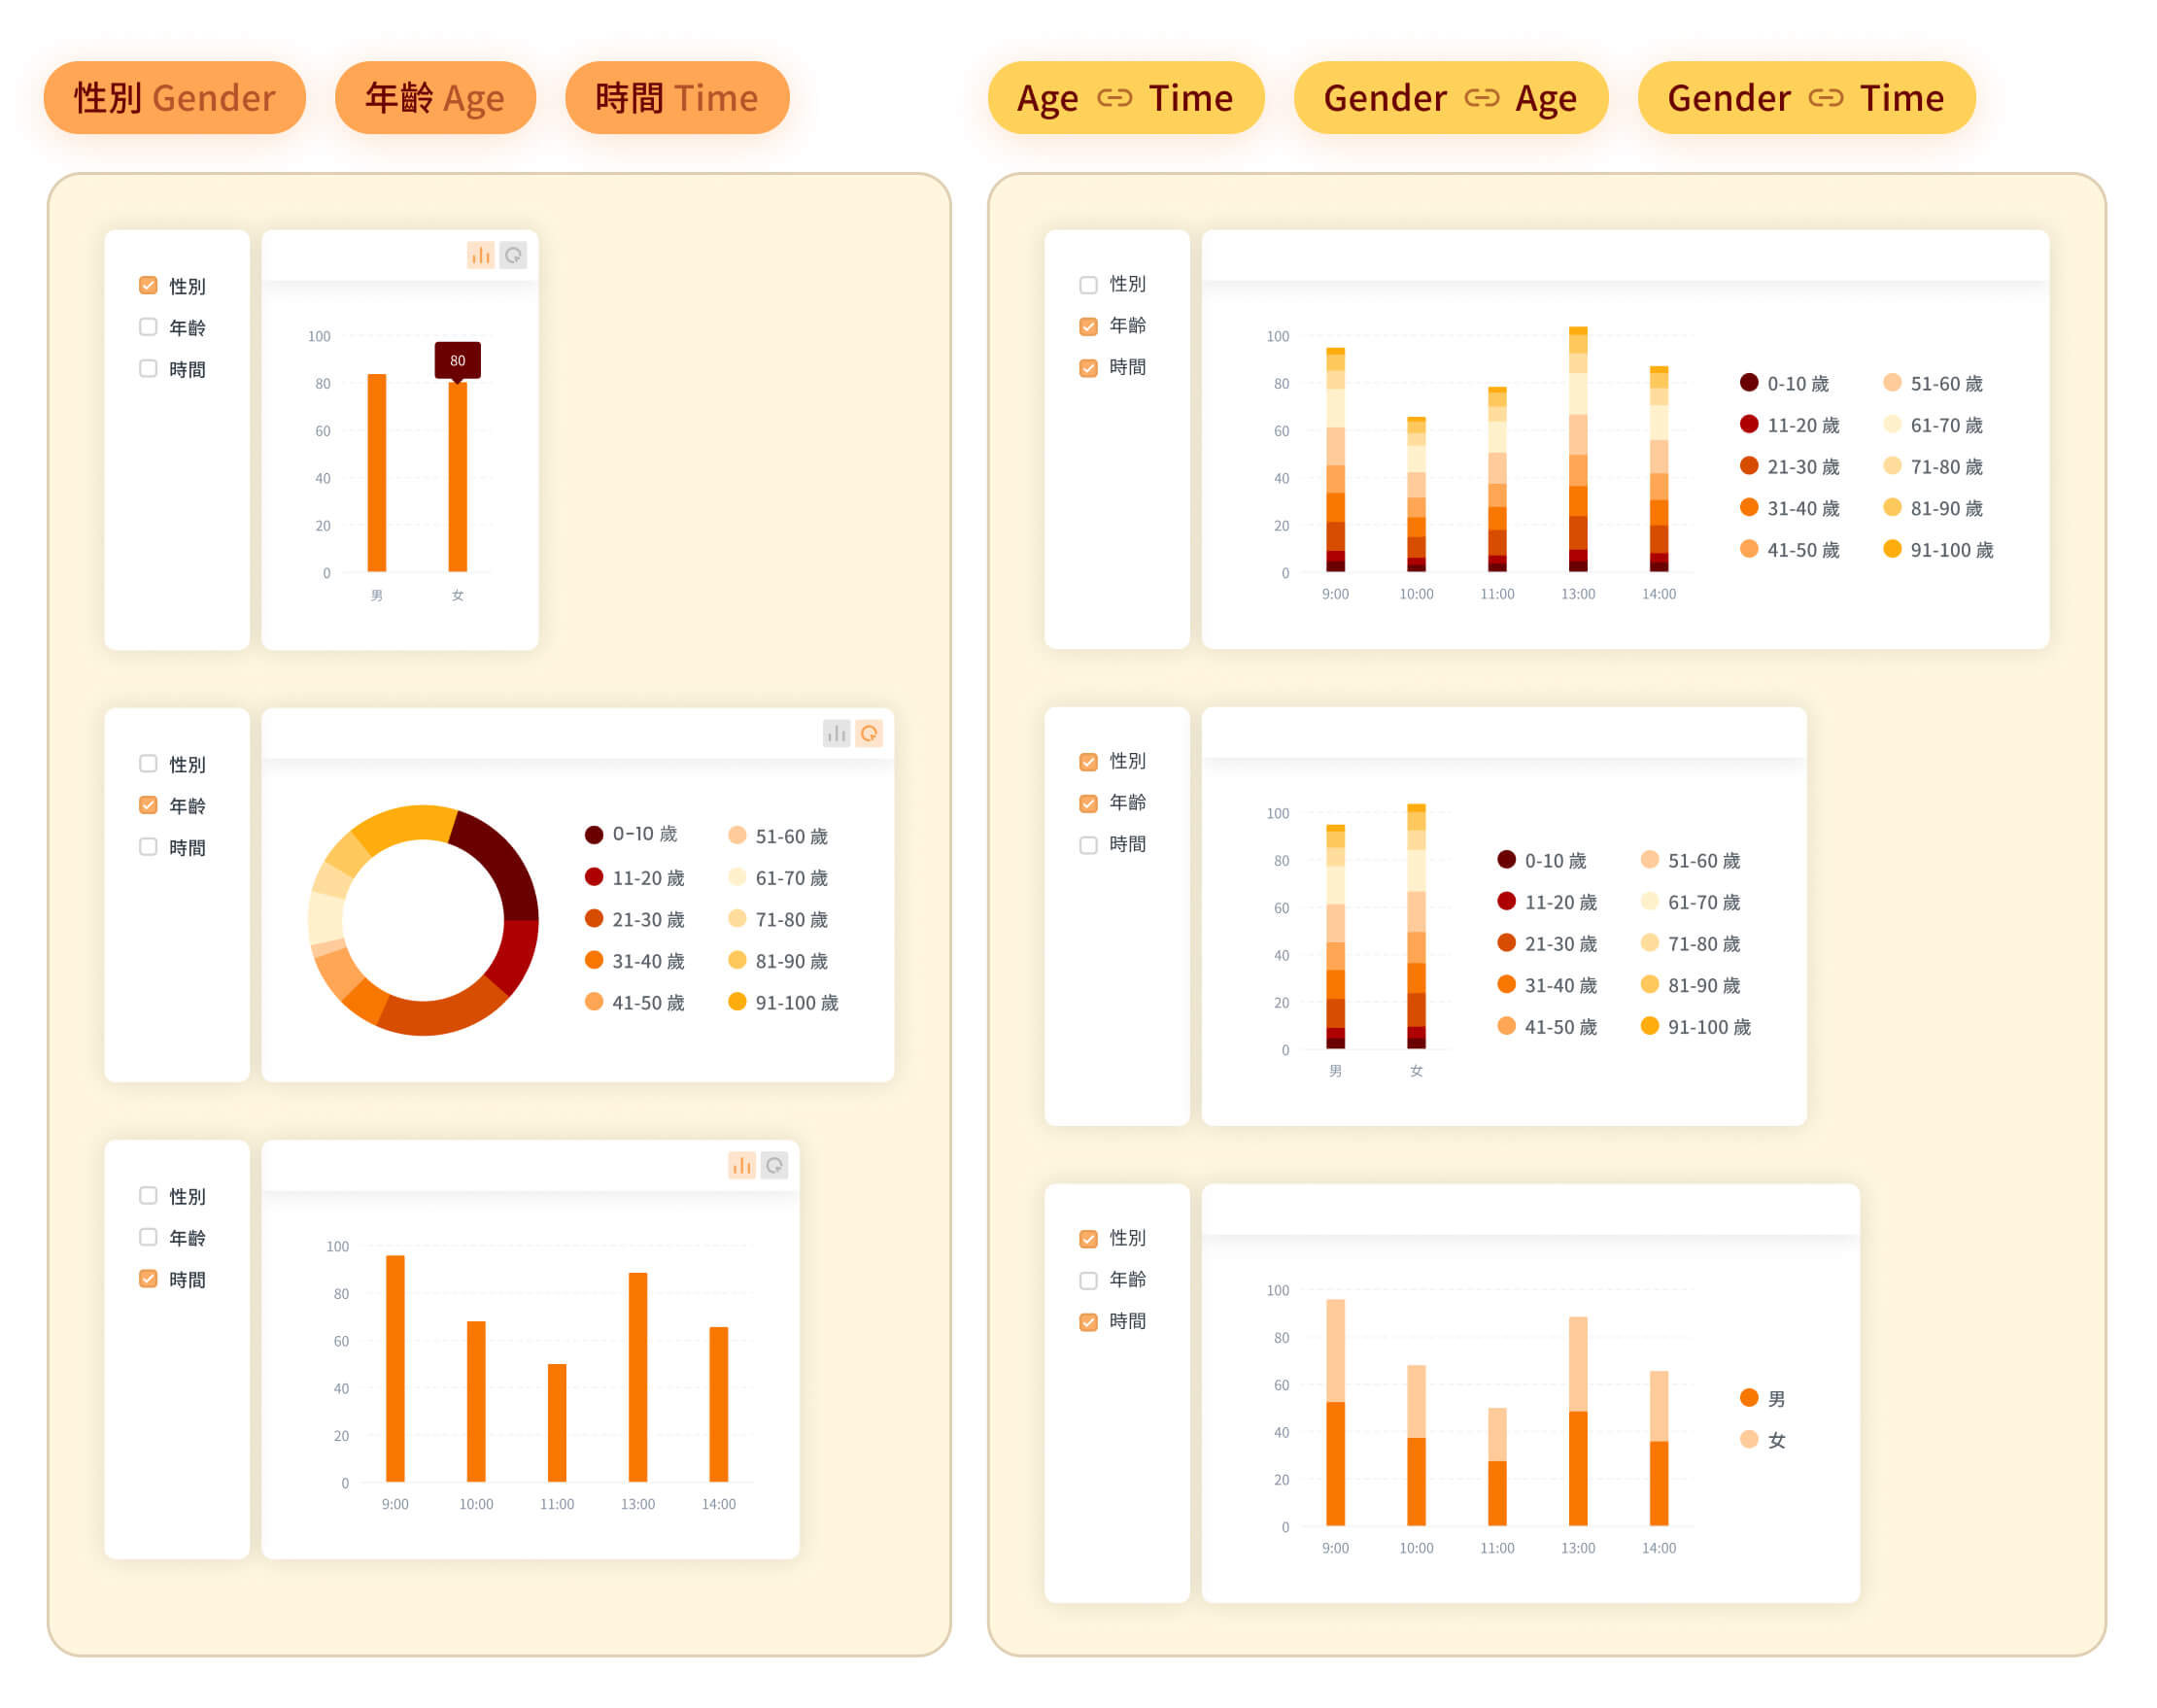 性別 Gender
年齡 Age
時間 Time
Age Time
Gender Age
Gender Time
性別
年齡
時間
100
80
60
40
20
0
80
男 女
性別
年齡
時間
0-10 歲
11-20 歲
21-30 歲
31-40 歲
41-50 歲
51-60 歲
61-70 歲
71-80 歲
81-90 歲
91-100 歲
性別
年齡
時間
100
80
60
40
20
0
9:00 10:00 11:00 13:00 14:00
性別
年齡
時間
100
80
60
40
20
0
9:00 10:00 11:00 13:00 14:00
0-10 歲
11-20 歲
21-30 歲
31-40 歲
41-50 歲
51-60 歲
61-70 歲
71-80 歲
81-90 歲
91-100 歲
性別
年齡
時間
100
80
60
40
20
0
男 女
0-10 歲
11-20 歲
21-30 歲
31-40 歲
41-50 歲
51-60 歲
61-70 歲
71-80 歲
81-90 歲
91-100 歲
性別
年齡
時間
100
80
60
40
20
0
9:00 10:00 11:00 13:00 14:00
男
女